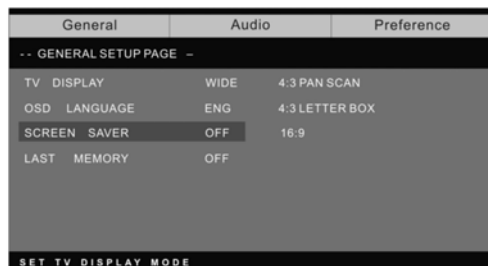 General Audio Preference
-- GENERAL SETUP PAGE –
TV DISPLAY WIDE 4:3 PAN SCAN
OSD LANGUAGE ENG 4:3 LETTER BOX
SCREEN SAVER OFF 16:9
LAST MEMORY OFF
SET TV DISPLAY MODE